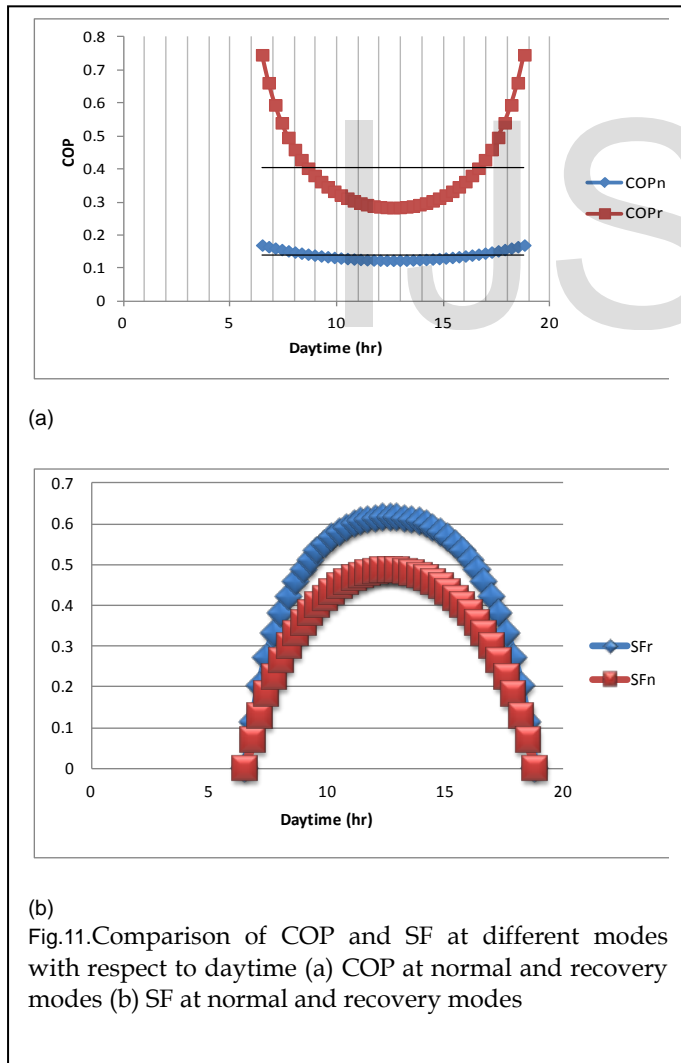 0.8
0.7
0.6
0.5
0.4
0.3
0.2
0.1
0
COP
0 5 10 15 20
Daytime (hr)
COPn
COPr
IJS
(a)
0.7
0.6
0.5
0.4
0.3
0.2
0.1
0
0 5 10 15 20
Daytime (hr)
SFr
SFn
(b)
Fig.11.Comparison of COP and SF at different modes
with respect to daytime (a) COP at normal and recovery
modes (b) SF at normal and recovery modes